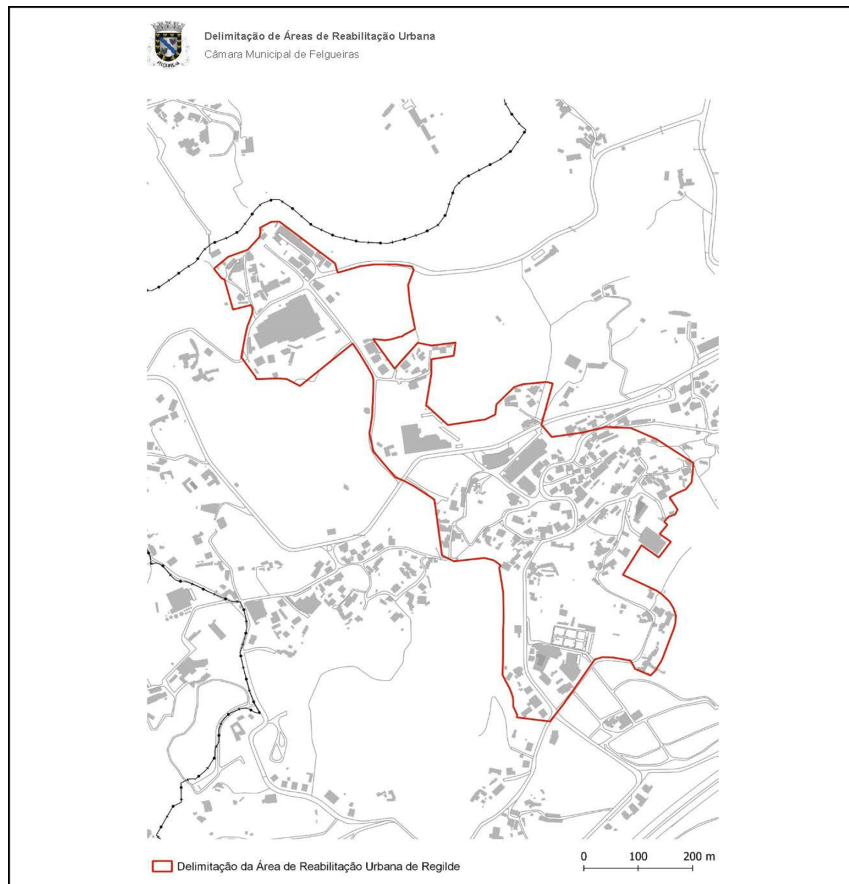 Delimitação de Áreas de Reabilitação Urbana
Câmara Municipal de Felgueiras
Delimitação da Área de Reabilitação Urbana de Regilde
0 100 200 m